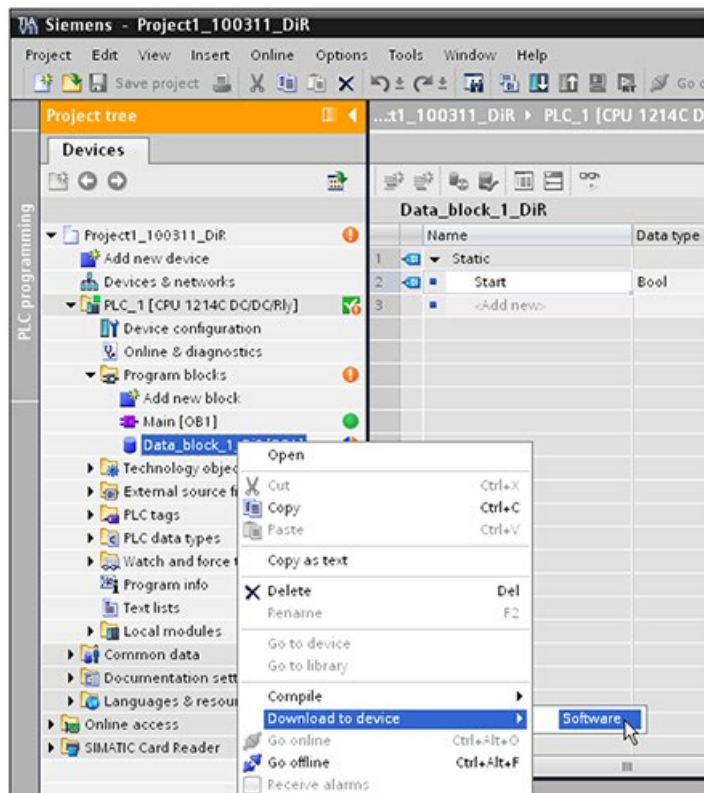 Siemens - Project1_100311_DiR
Project Edit View Insert Online Options Tools Window Help
Save project Go
Project tree
...t1_100311_DiR ▸ PLC_1 [CPU 1214C D
Devices
PLC programming
Data_block_1_DiR
Name Data type
Project1_100311_DiR
1 Static
Add new device
2 Start Bool
Devices & networks
3 <Add new>
PLC_1 [CPU 1214C DC/DC/Rly]
Device configuration
Online & diagnostics
Program blocks
Add new block
Main [OB1]
Data_block_1
Technology objec
External source fi
PLC tags
PLC data types
Watch and force t
Program info
Text lists
Local modules
Common data
Documentation sett
Languages & resour
Online access
SIMATIC Card Reader
Open
Cut Ctrl+X
Copy Ctrl+C
Paste Ctrl+V
Copy as text
Delete Del
Rename F2
Go to device
Go to library
Compile
Download to device
Software
Go online Ctrl+Alt+O
Go offline Ctrl+Alt+F
Receive alarms